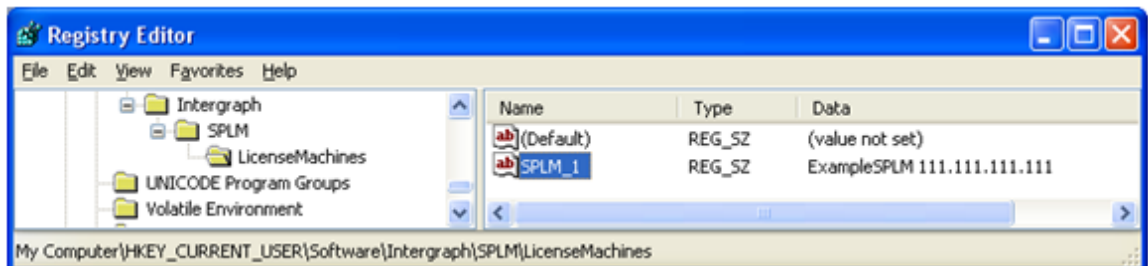 Registry Editor
File Edit View Favorites Help
Intergraph
SPLM
LicenseMachines
UNICODE Program Groups
Volatile Environment
Name Type Data
(Default) REG_SZ (value not set)
SPLM_1 REG_SZ ExampleSPLM 111.111.111.111
My Computer\HKEY_CURRENT_USER\Software\Intergraph\SPLM\LicenseMachines